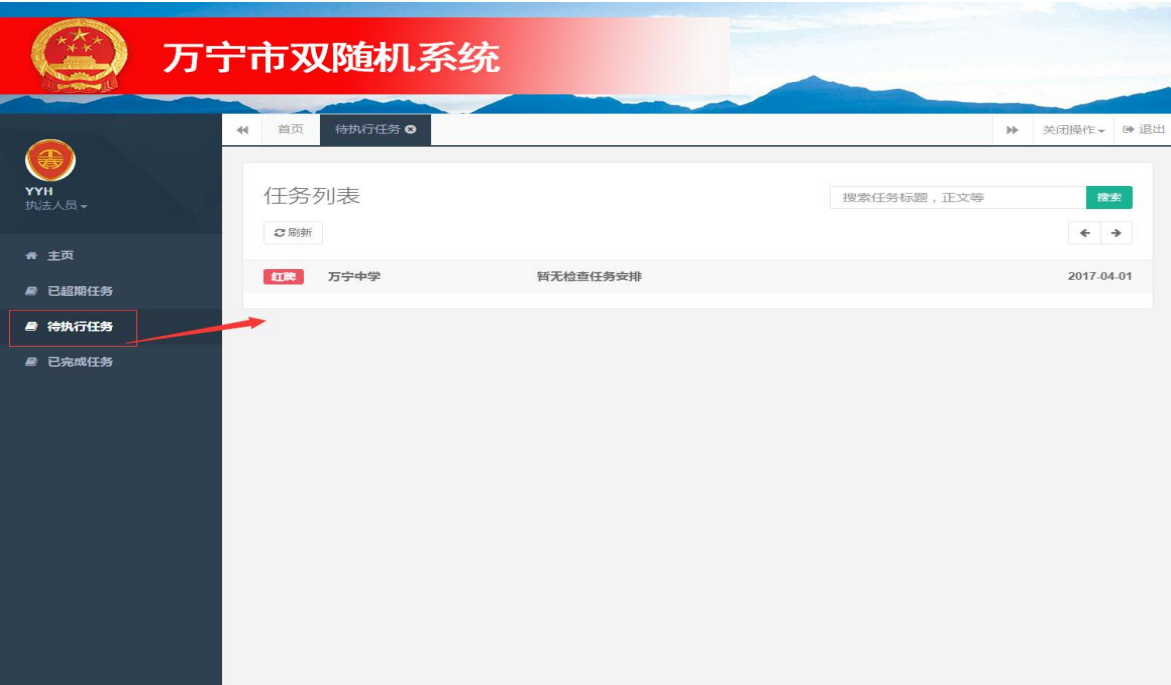 万宁市双随机系统
首页 待执行任务 关闭操作 退出
YYH
执法人员
主页
已超期任务
待执行任务
已完成任务
任务列表
搜索任务标题，正文等 搜索
刷新
红牌 万宁中学 暂无检查任务安排 2017-04-01